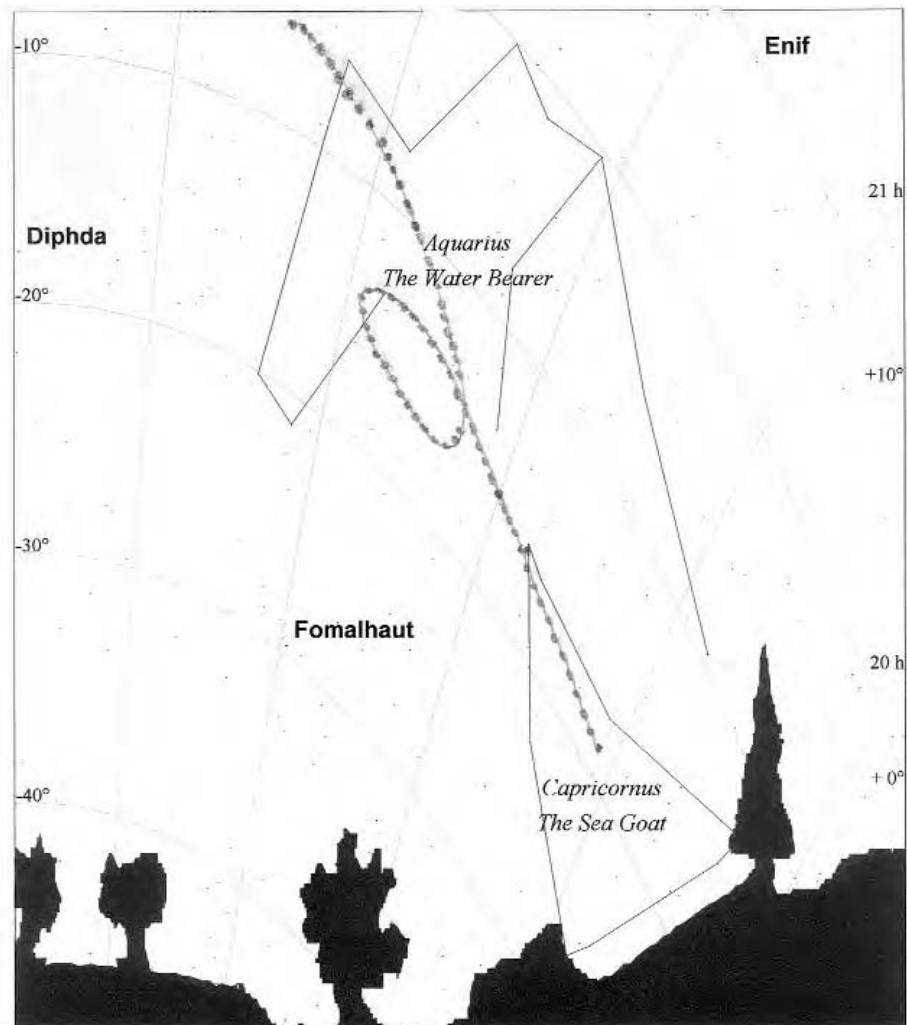 -10°
Enif
21 h
Diphda
Aquarius
The Water Bearer
-20°
+10°
-30°
Fomalhaut
20 h
+ 0°
Capricornus
The Sea Goat
-40°